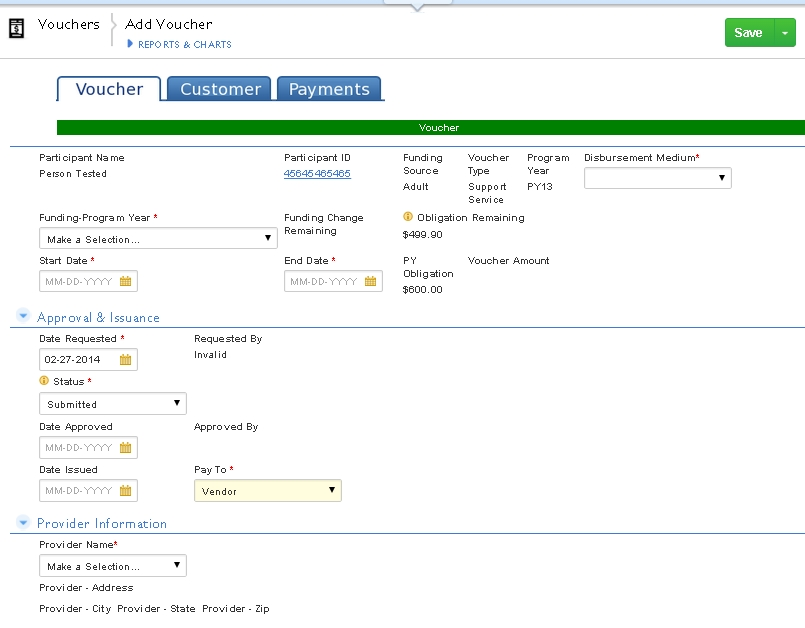 Vouchers Add Voucher
REPORTS & CHARTS
Save
Voucher Customer Payments
Voucher
Participant Name Participant ID Funding Source Voucher Type Program Year Disbursement Medium*
Person Tested 45645465465 Adult Support Service PY13
Funding-Program Year * Funding Change Remaining Obligation Remaining
Make a Selection... $499.90
Start Date * End Date * PY Obligation Voucher Amount
MM-DD-YYYY MM-DD-YYYY $600.00
Approval & Issuance
Date Requested * Requested By
02-27-2014 Invalid
Status *
Submitted
Date Approved Approved By
MM-DD-YYYY
Date Issued Pay To *
MM-DD-YYYY Vendor
Provider Information
Provider Name*
Make a Selection...
Provider - Address
Provider - City Provider - State Provider - Zip